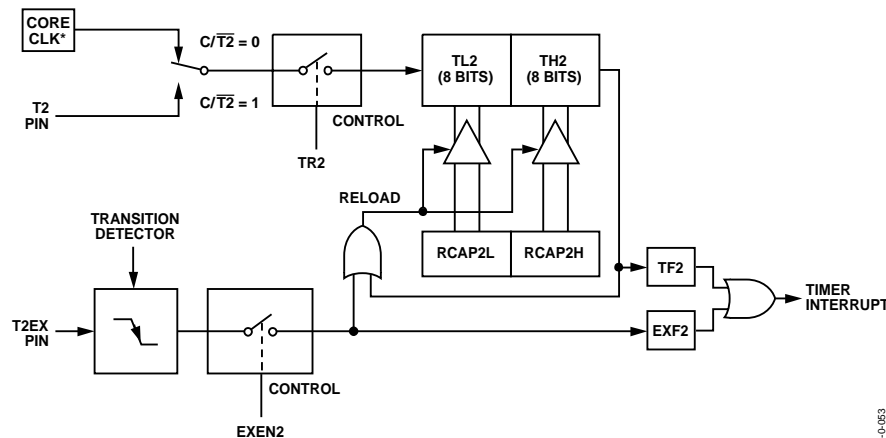 CORE
CLK*
C/T2 = 0
C/T2 = 1
T2
PIN
CONTROL
TR2
TL2
(8 BITS)
TH2
(8 BITS)
RELOAD
TRANSITION
DETECTOR
RCAP2L
RCAP2H
TF2
TIMER
INTERRUPT
T2EX
PIN
EXF2
CONTROL
EXEN2
-0-053